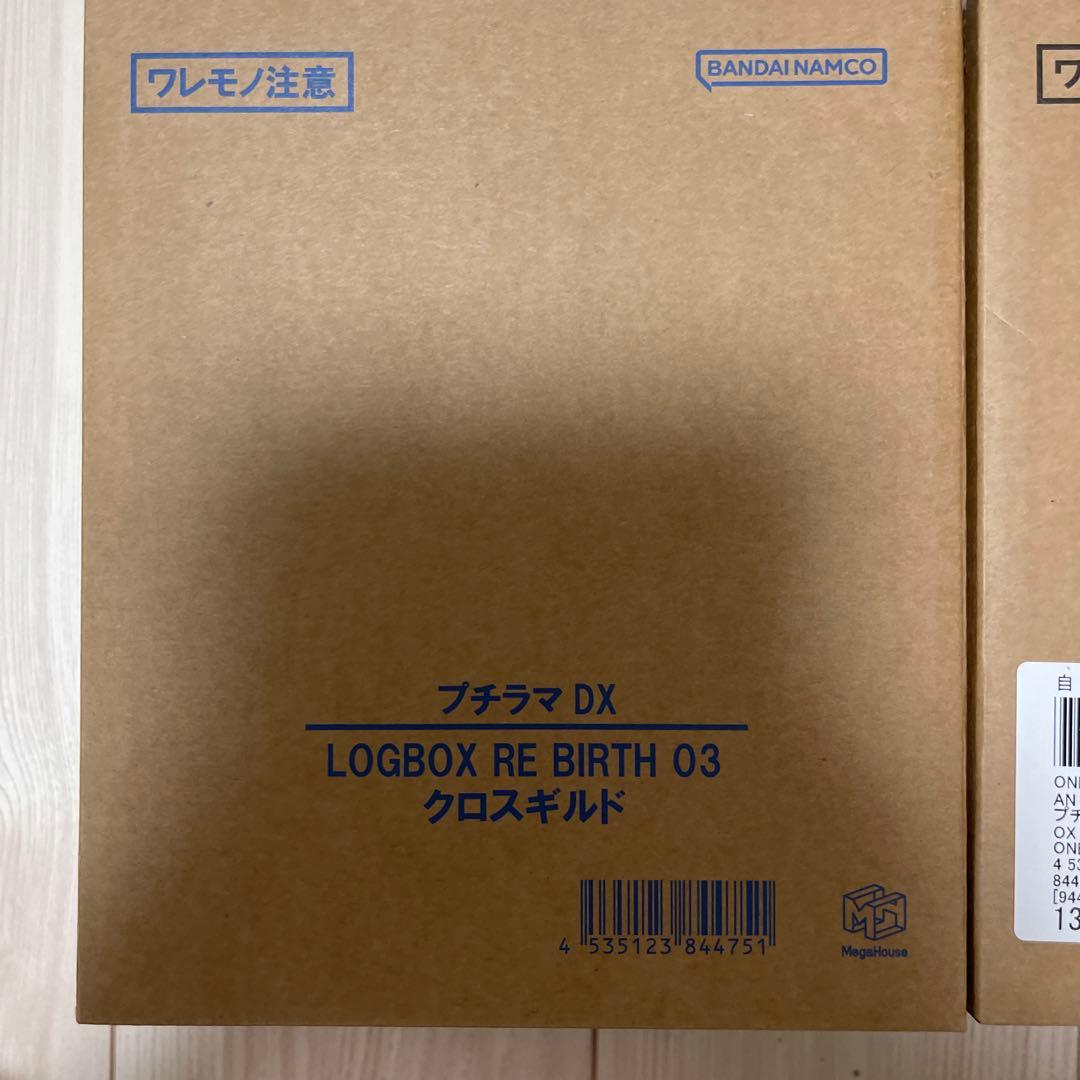 ワレモノ注意
BANDAI NAMCO
プチラマ DX
LOGBOX RE BIRTH 03
クロスギルド
4 535123 844751
MegaHouse
ワ
自
ONE
AN
プチ
OX
ONE
4 53
844
[944
13